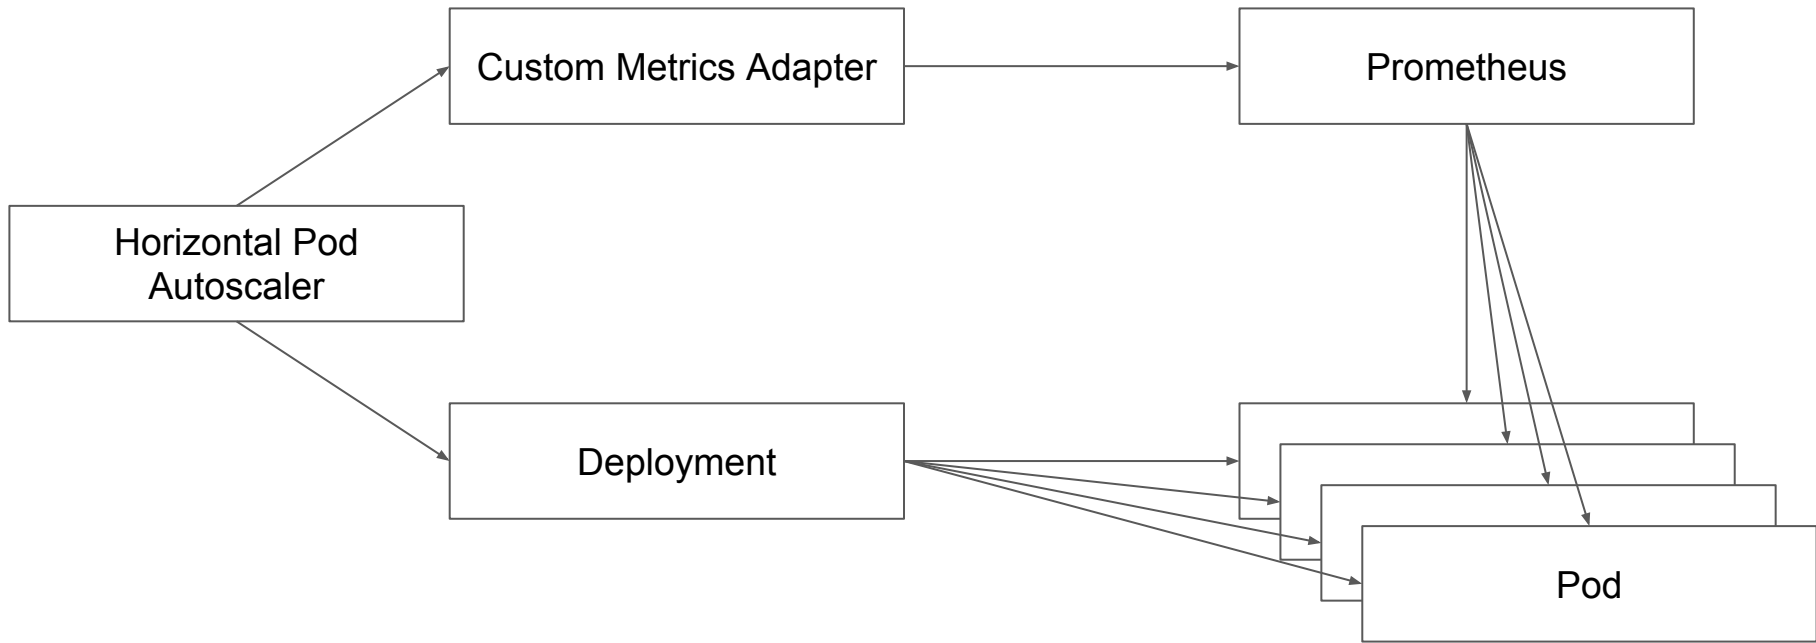 Custom Metrics Adapter
Prometheus
Horizontal Pod
Autoscaler
Deployment
Pod